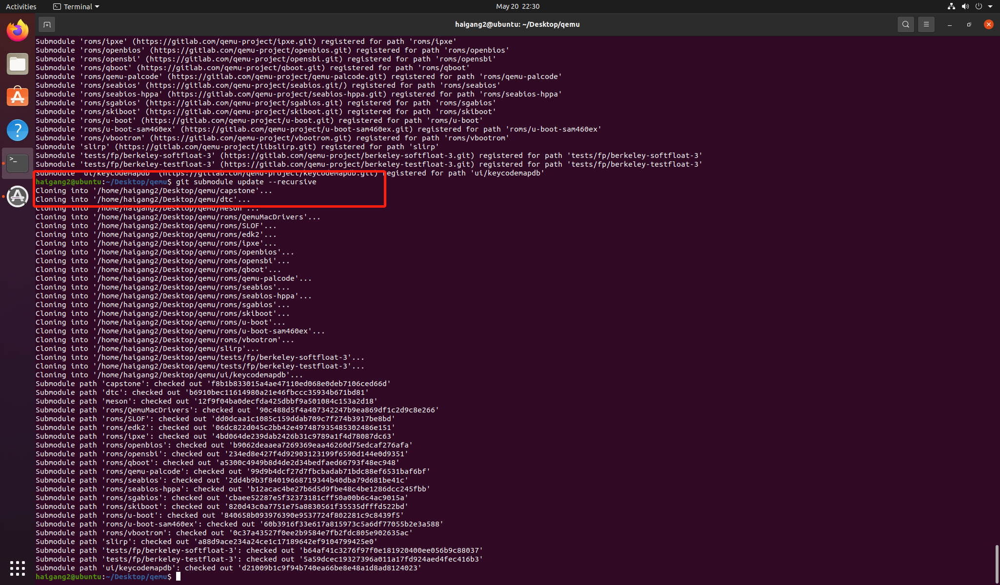 Activities
Terminal
May 20 22:30
haigang2@ubuntu: ~/Desktop/qemu
Submodule 'roms/ipxe' (https://gitlab.com/qemu-project/ipxe.git) registered for path 'roms/ipxe'
Submodule 'roms/openbios' (https://gitlab.com/qemu-project/openbios.git) registered for path 'roms/openbios'
Submodule 'roms/opensbi' (https://gitlab.com/qemu-project/opensbi.git) registered for path 'roms/opensbi'
Submodule 'roms/qboot' (https://gitlab.com/qemu-project/qboot.git) registered for path 'roms/qboot'
Submodule 'roms/qemu-palcode' (https://gitlab.com/qemu-project/qemu-palcode.git) registered for path 'roms/qemu-palcode'
Submodule 'roms/seabios' (https://gitlab.com/qemu-project/seabios.git/) registered for path 'roms/seabios'
Submodule 'roms/seabios-hppa' (https://gitlab.com/qemu-project/seabios-hppa.git) registered for path 'roms/seabios-hppa'
Submodule 'roms/sgabios' (https://gitlab.com/qemu-project/sgabios.git) registered for path 'roms/sgabios'
Submodule 'roms/skiboot' (https://gitlab.com/qemu-project/skiboot.git) registered for path 'roms/skiboot'
Submodule 'roms/u-boot' (https://gitlab.com/qemu-project/u-boot.git) registered for path 'roms/u-boot'
Submodule 'roms/u-boot-sam460ex' (https://gitlab.com/qemu-project/u-boot-sam460ex.git) registered for path 'roms/u-boot-sam460ex'
Submodule 'roms/vbootrom' (https://gitlab.com/qemu-project/vbootrom.git) registered for path 'roms/vbootrom'
Submodule 'slirp' (https://gitlab.com/qemu-project/libslirp.git) registered for path 'slirp'
Submodule 'tests/fp/berkeley-softfloat-3' (https://gitlab.com/qemu-project/berkeley-softfloat-3.git) registered for path 'tests/fp/berkeley-softfloat-3'
Submodule 'tests/fp/berkeley-testfloat-3' (https://gitlab.com/qemu-project/berkeley-testfloat-3.git) registered for path 'tests/fp/berkeley-testfloat-3'
Submodule 'ui/keycodemapdb' (https://gitlab.com/qemu-project/keycodemapdb.git) registered for path 'ui/keycodemapdb'
haigang2@ubuntu:~/Desktop/qemu$ git submodule update --recursive
Cloning into '/home/haigang2/Desktop/qemu/capstone'...
Cloning into '/home/haigang2/Desktop/qemu/dtc'...
Cloning into '/home/haigang2/Desktop/qemu/meson'...
Cloning into '/home/haigang2/Desktop/qemu/roms/QemuMacDrivers'...
Cloning into '/home/haigang2/Desktop/qemu/roms/SLOF'...
Cloning into '/home/haigang2/Desktop/qemu/roms/edk2'...
Cloning into '/home/haigang2/Desktop/qemu/roms/ipxe'...
Cloning into '/home/haigang2/Desktop/qemu/roms/openbios'...
Cloning into '/home/haigang2/Desktop/qemu/roms/opensbi'...
Cloning into '/home/haigang2/Desktop/qemu/roms/qboot'...
Cloning into '/home/haigang2/Desktop/qemu/roms/qemu-palcode'...
Cloning into '/home/haigang2/Desktop/qemu/roms/seabios'...
Cloning into '/home/haigang2/Desktop/qemu/roms/seabios-hppa'...
Cloning into '/home/haigang2/Desktop/qemu/roms/sgabios'...
Cloning into '/home/haigang2/Desktop/qemu/roms/skiboot'...
Cloning into '/home/haigang2/Desktop/qemu/roms/u-boot'...
Cloning into '/home/haigang2/Desktop/qemu/roms/u-boot-sam460ex'...
Cloning into '/home/haigang2/Desktop/qemu/roms/vbootrom'...
Cloning into '/home/haigang2/Desktop/qemu/slirp'...
Cloning into '/home/haigang2/Desktop/qemu/tests/fp/berkeley-softfloat-3'...
Cloning into '/home/haigang2/Desktop/qemu/tests/fp/berkeley-testfloat-3'...
Cloning into '/home/haigang2/Desktop/qemu/ui/keycodemapdb'...
Submodule path 'capstone': checked out 'f8b1b833015a4ae47110ed068e0deb7106ced66d'
Submodule path 'dtc': checked out 'b6910bec11614980a21e46fbccc35934b671bd81'
Submodule path 'meson': checked out '12f9f04ba0decfda425dbbf9a501084c153a2d18'
Submodule path 'roms/QemuMacDrivers': checked out '90c488d5f4a407342247b9ea869df1c2d9c8e266'
Submodule path 'roms/SLOF': checked out 'dd0dcaa1c1085c159ddab709c7f274b3917be8bd'
Submodule path 'roms/edk2': checked out '06dc822d045c2bb42e497487935485302486e151'
Submodule path 'roms/ipxe': checked out '4bd064de239dab2426b31c9789a1f4d78087dc63'
Submodule path 'roms/openbios': checked out 'b9062deaaea7269369eaa46260d75edcaf276afa'
Submodule path 'roms/opensbi': checked out '234ed8e427f4d92903123199f6590d144e0d9351'
Submodule path 'roms/qboot': checked out 'a5300c4949b8d4de2d34bedfaed66793f48ec948'
Submodule path 'roms/qemu-palcode': checked out '99d9b4dcf27d7fbcbadab71bdc88ef6531baf6bf'
Submodule path 'roms/seabios': checked out '2dd4b9b3f84019668719344b40dba79d681be41c'
Submodule path 'roms/seabios-hppa': checked out 'b12acac4be27b6d5d9fbe48c4be1286dcc245fbb'
Submodule path 'roms/sgabios': checked out 'cbaee52287e5f32373181cff50a00b6c4ac9015a'
Submodule path 'roms/skiboot': checked out '820d43c0a7751e75a8830561f35535dfffd522bd'
Submodule path 'roms/u-boot': checked out '840658b093976390e9537724f802281c9c8439f5'
Submodule path 'roms/u-boot-sam460ex': checked out '60b3916f33e617a815973c5a6df77055b2e3a588'
Submodule path 'roms/vbootrom': checked out '0c37a43527f0ee2b9584e7fb2fdc805e902635ac'
Submodule path 'slirp': checked out 'a88d9ace234a24ce1c17189642ef9104799425e0'
Submodule path 'tests/fp/berkeley-softfloat-3': checked out 'b64af41c3276f97f0e181920400ee056b9c88037'
Submodule path 'tests/fp/berkeley-testfloat-3': checked out '5a59dcec19327396a011a17fd924aed4fec416b3'
Submodule path 'ui/keycodemapdb': checked out 'd21009b1c9f94b740ea66be8e48a1d8ad8124023'
haigang2@ubuntu:~/Desktop/qemu$